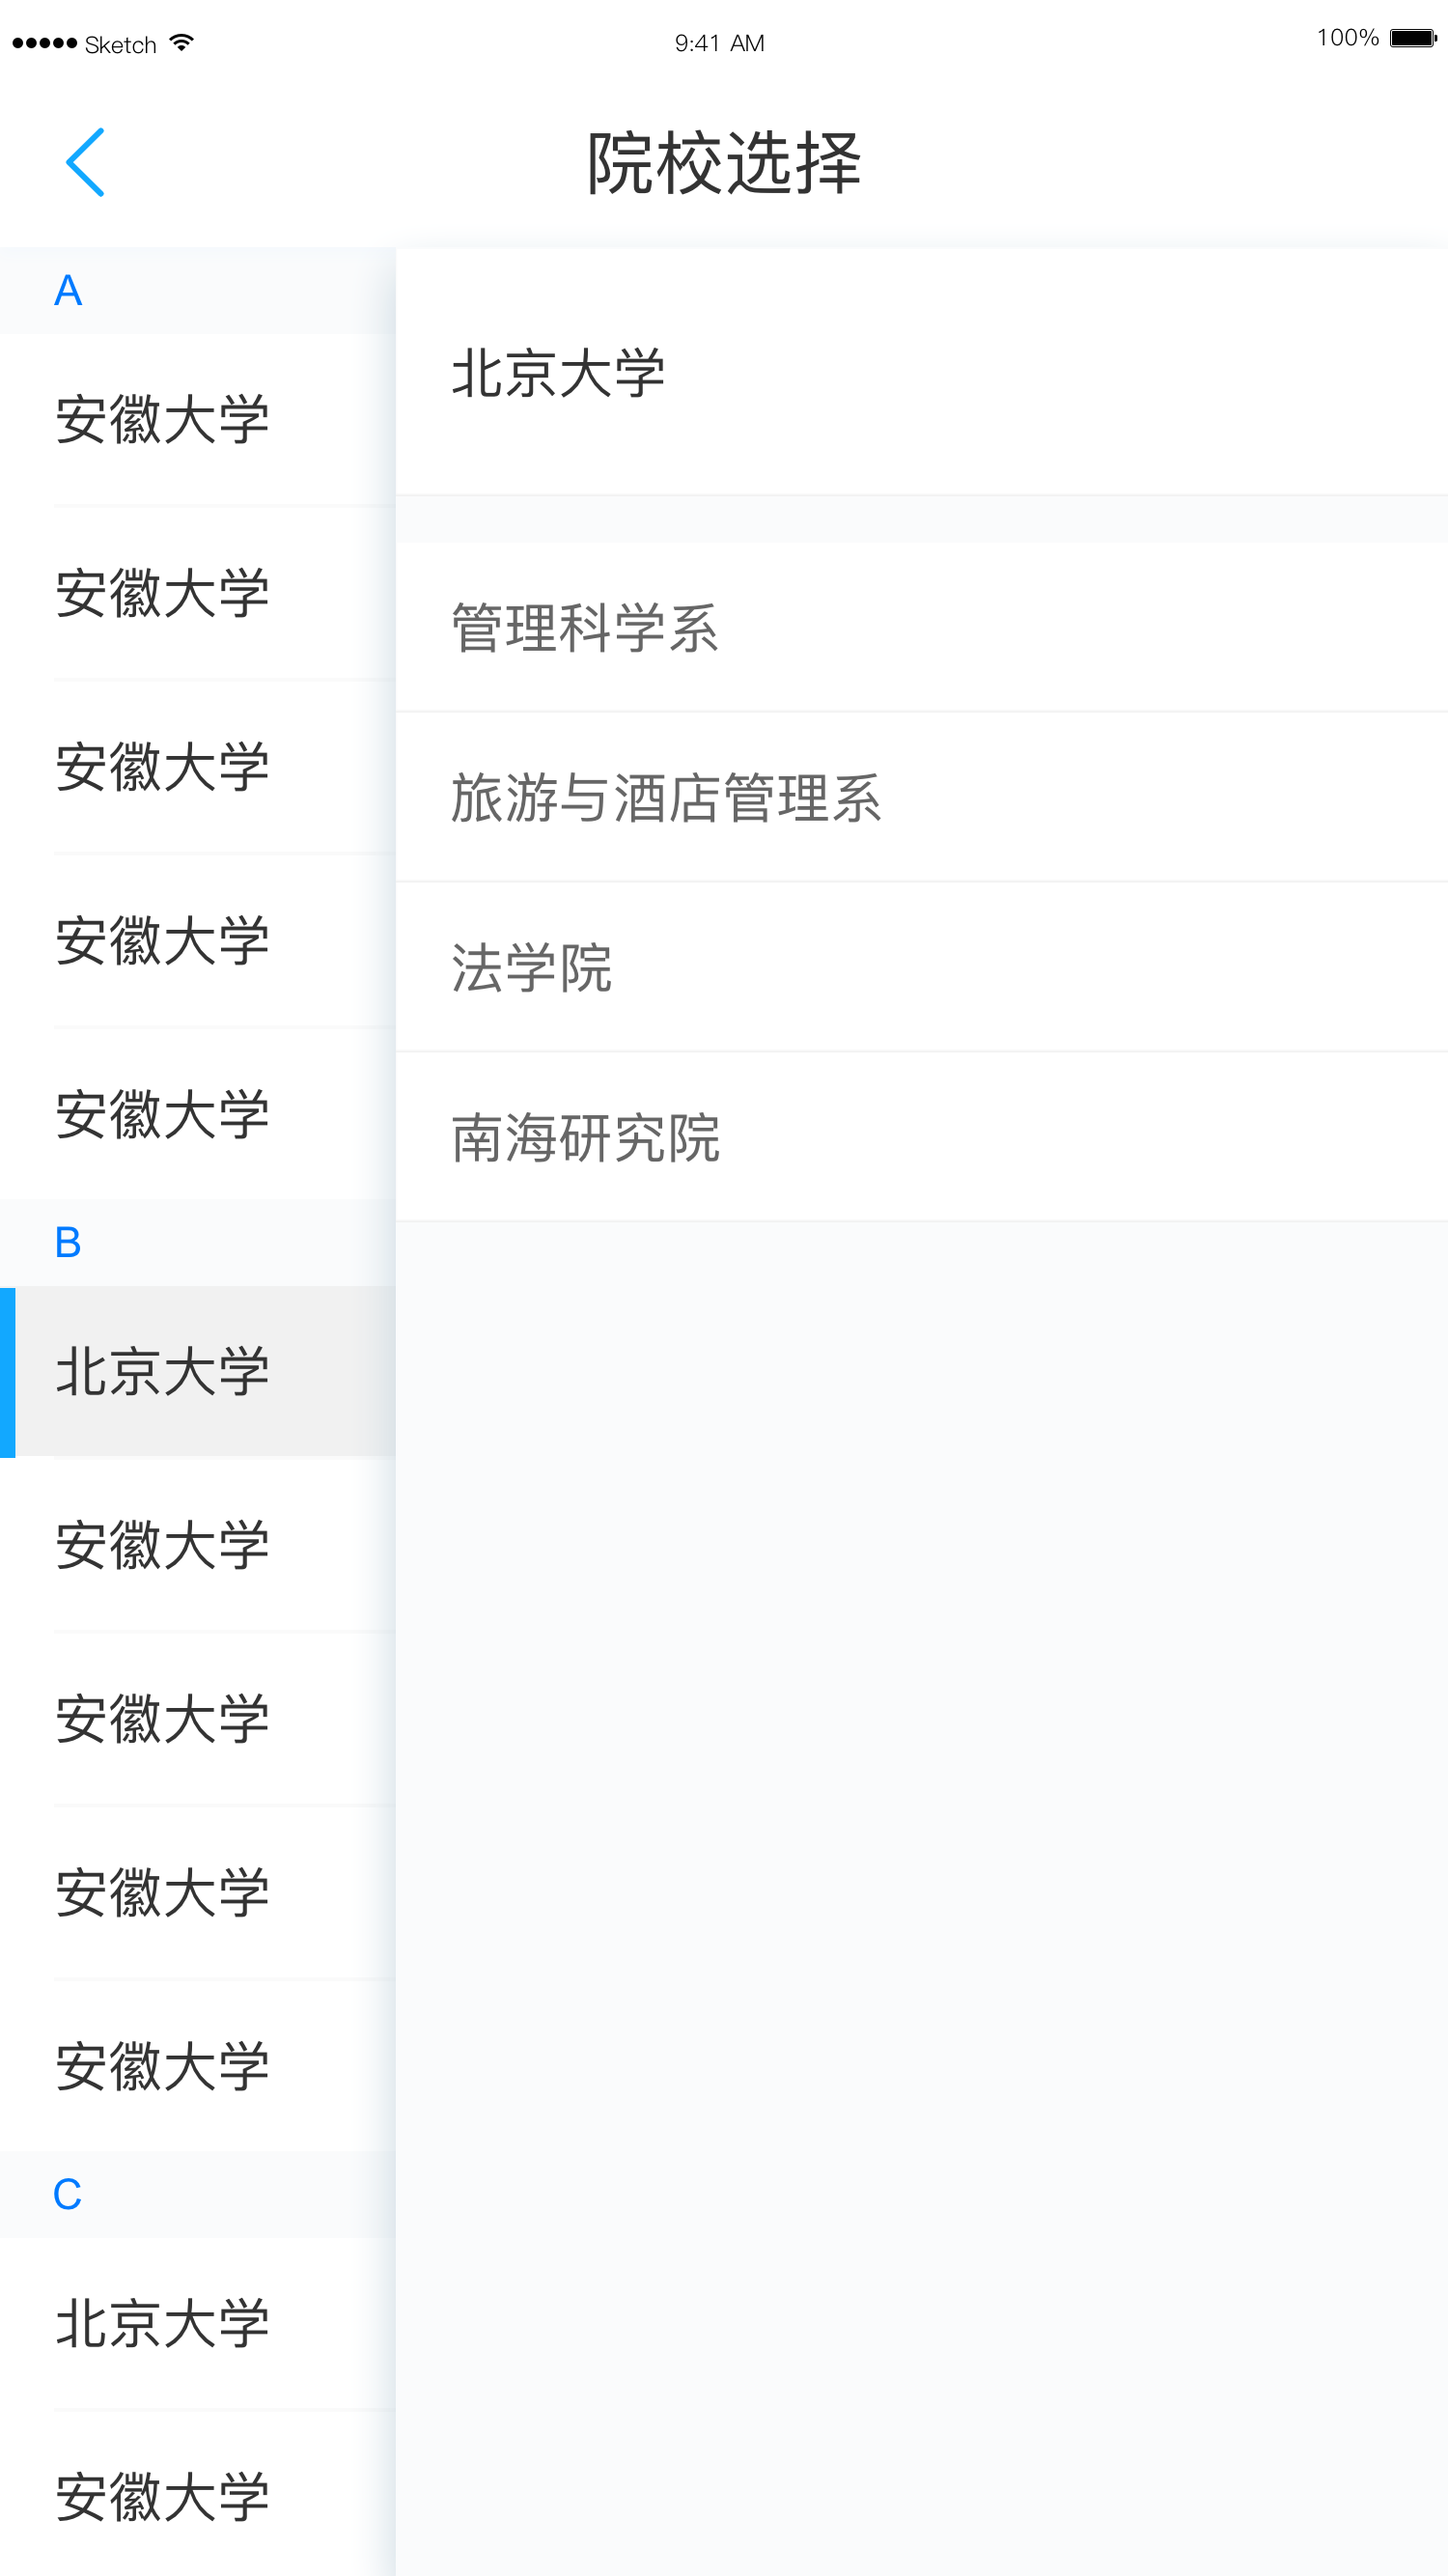 Sketch 9:41 AM 100%
院校选择
A
安徽大学
安徽大学
安徽大学
安徽大学
安徽大学
B
北京大学
安徽大学
安徽大学
安徽大学
安徽大学
C
北京大学
安徽大学
北京大学
管理科学系
旅游与酒店管理系
法学院
南海研究院